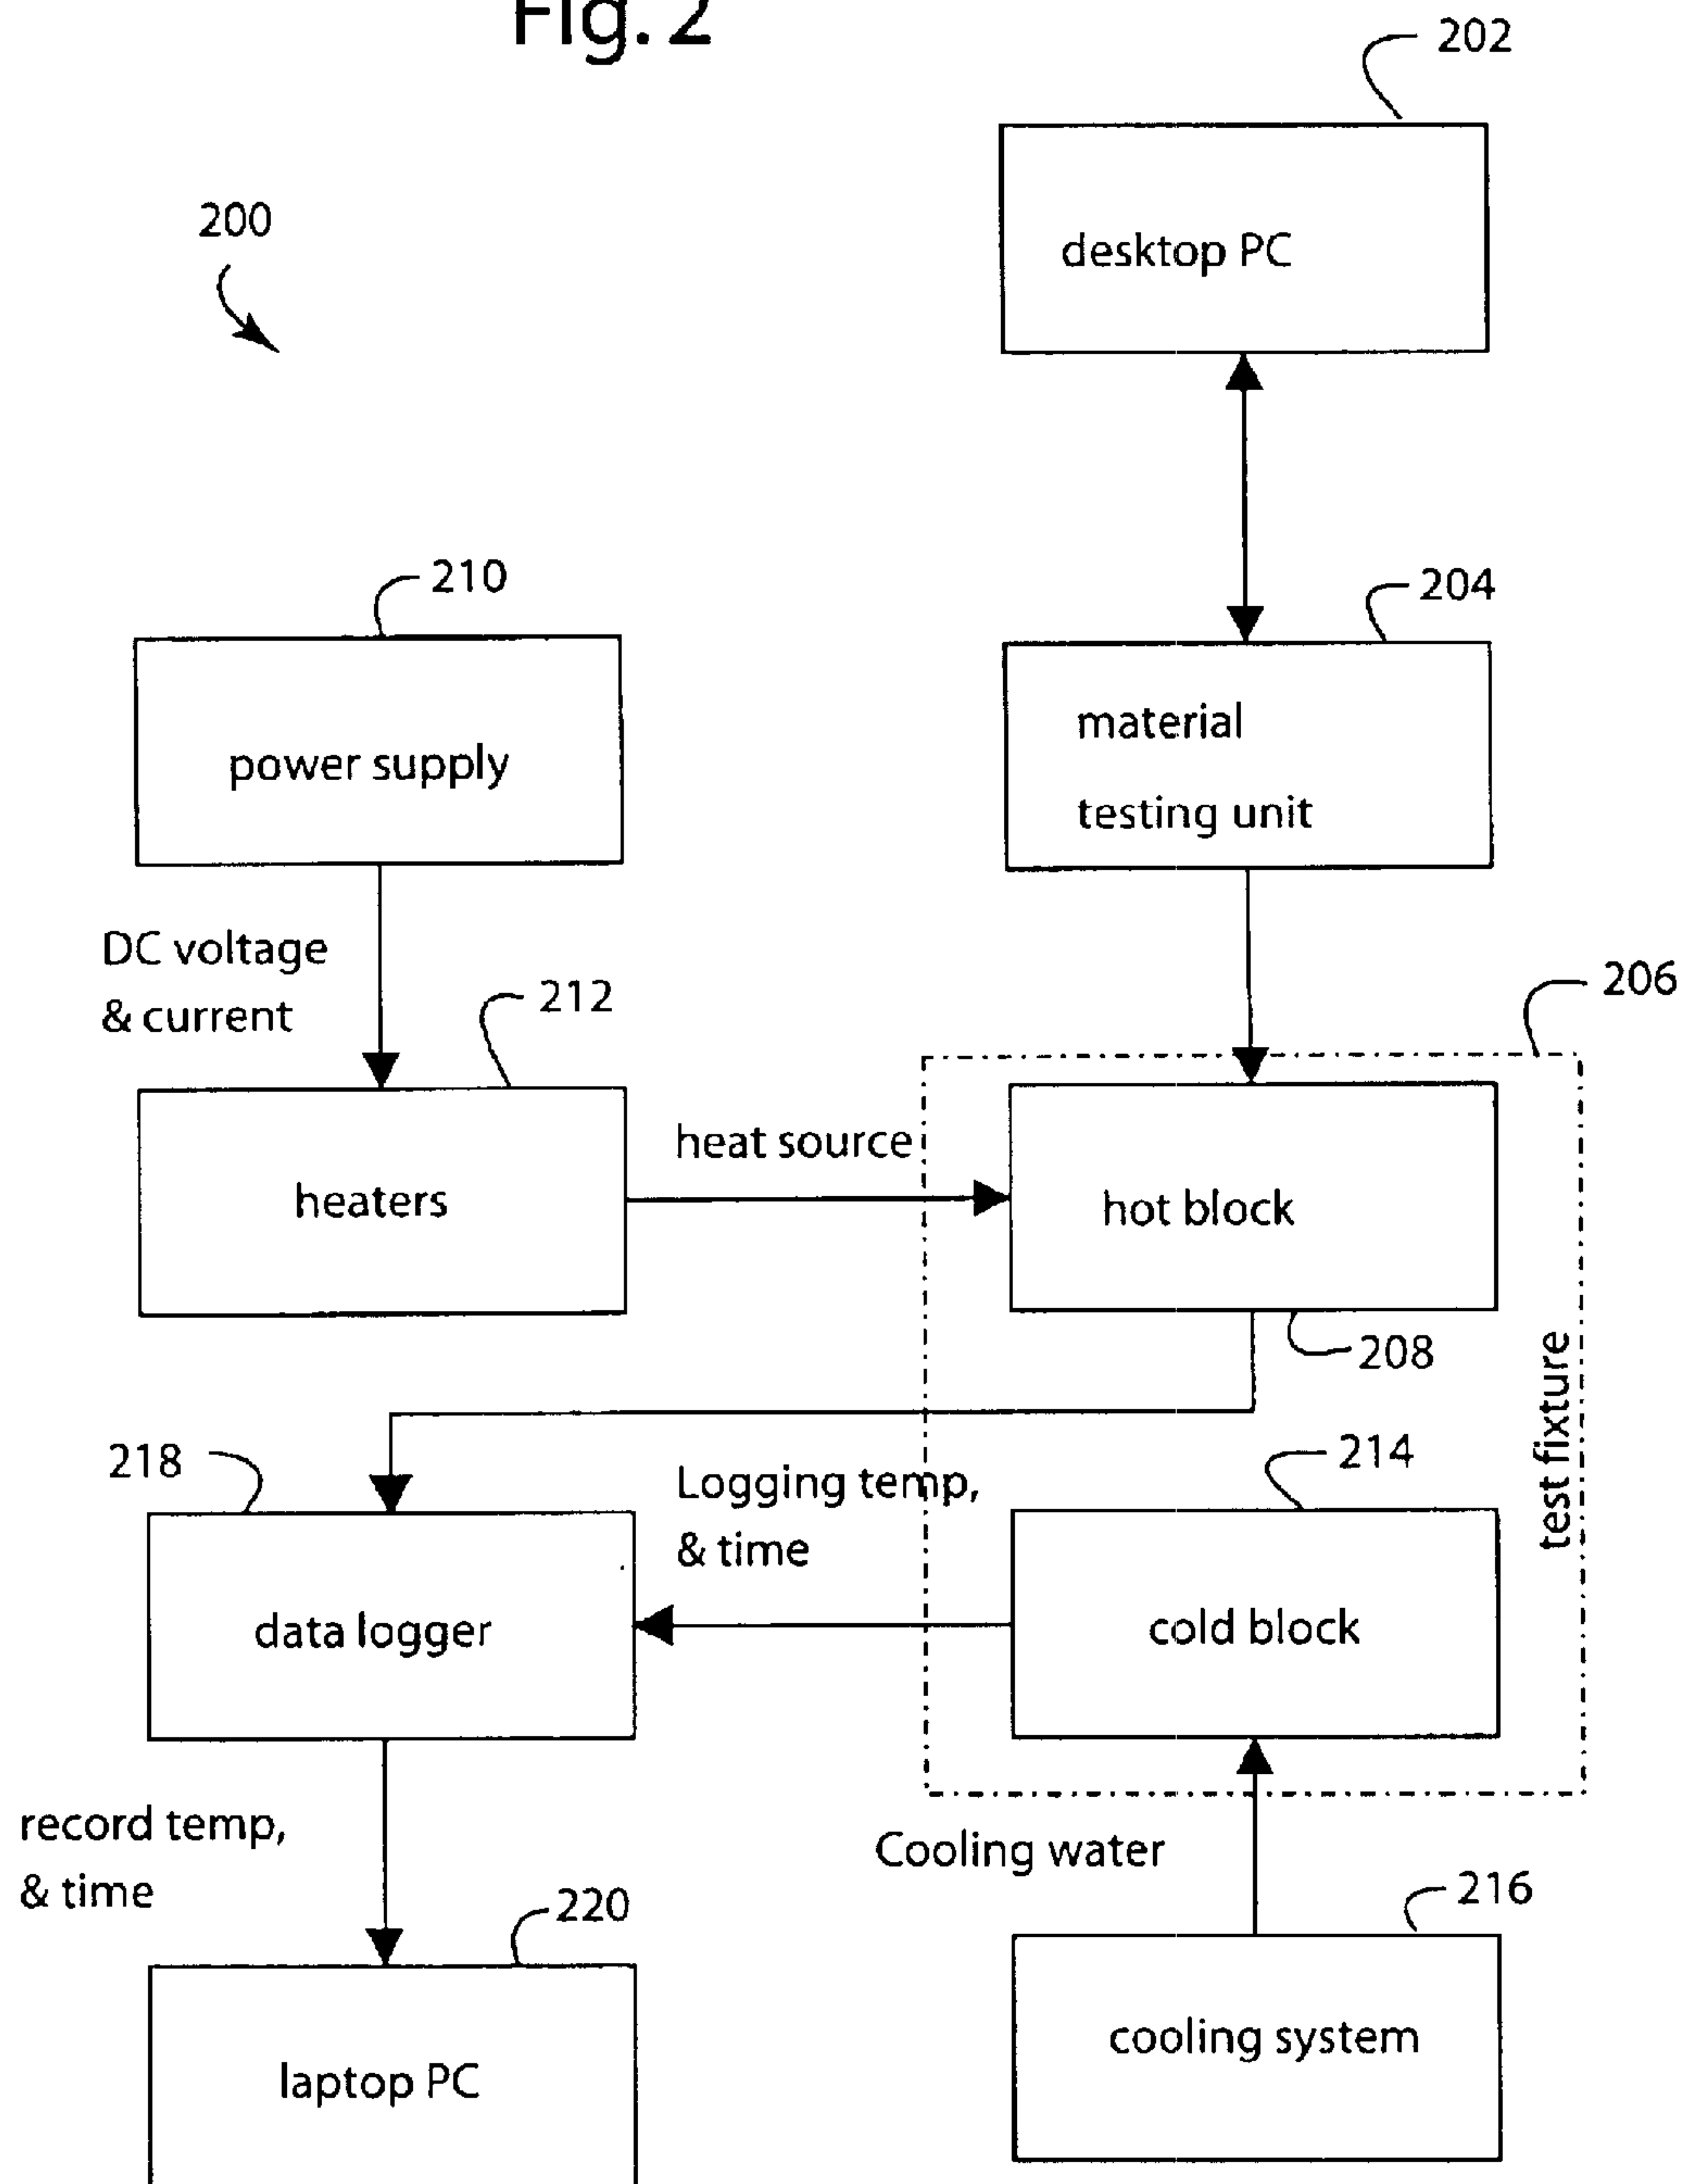 Fig. 2
202
200
desktop PC
210
204
power supply
material
testing unit
DC voltage
& current
212
206
heat source
heaters
hot block
208
test fixture
218
214
Logging temp,
& time
data logger
cold block
record temp,
& time
Cooling water
220
216
laptop PC
cooling system